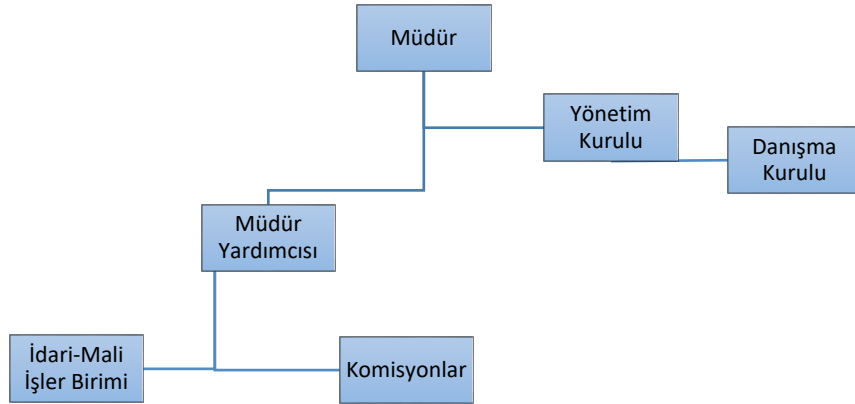 Müdür
Yönetim
Kurulu
Danışma
Kurulu
Müdür
Yardımcısı
İdari-Mali
İşler Birimi
Komisyonlar